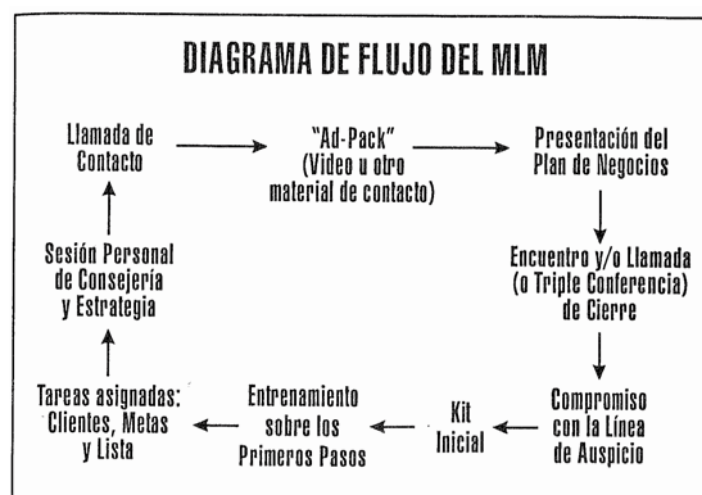 DIAGRAMA DE FLUJO DEL MLM
Llamada de
Contacto
“Ad-Pack”
(Video u otro
material de contacto)
Presentación del
Plan de Negocios
Encuentro y/o Llamada
(o Triple Conferencia)
de Cierre
Compromiso
con la Línea
de Auspicio
Kit
Inicial
Entrenamiento
sobre los
Primeros Pasos
Tareas asignadas:
Clientes, Metas
y Lista
Sesión Personal
de Consejería
y Estrategia